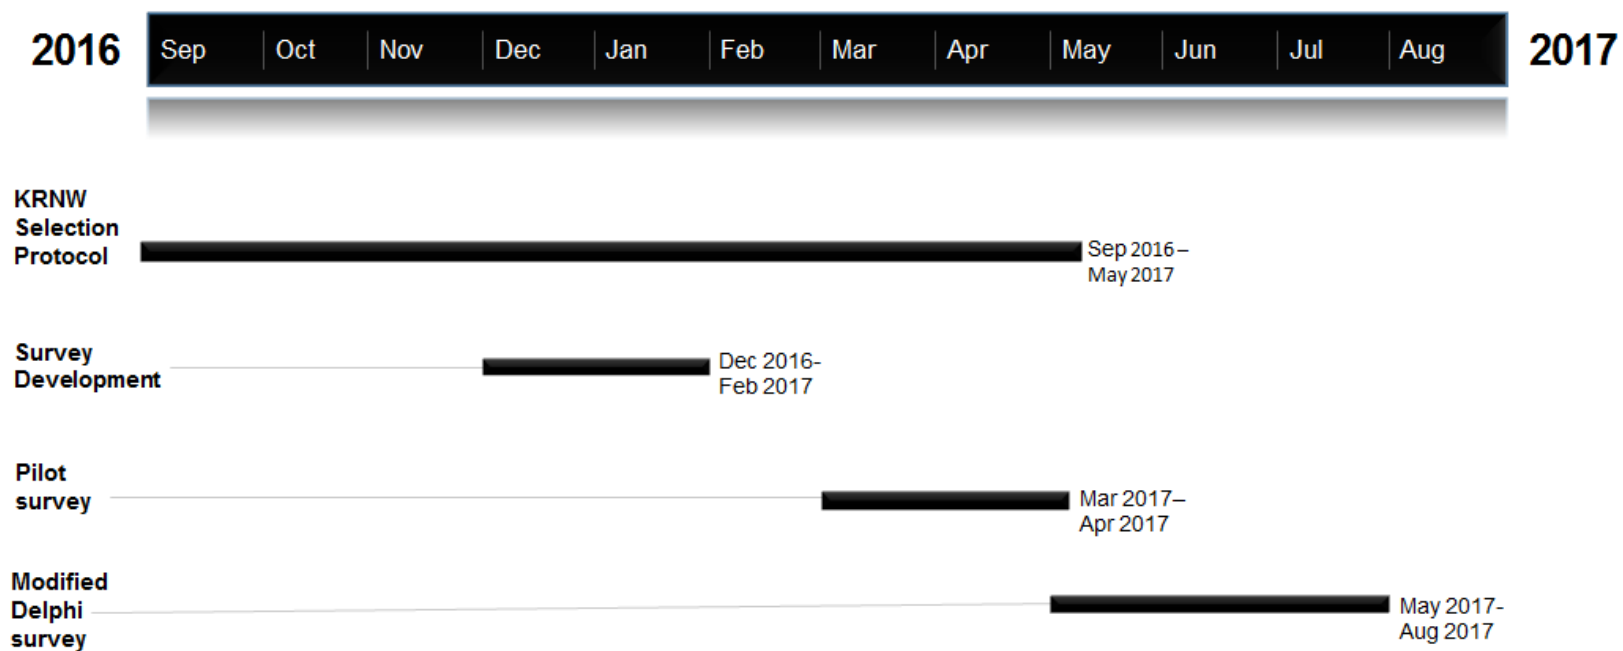 2016 Sep Oct Nov Dec Jan Feb Mar Apr May Jun Jul Aug 2017
KRNW
Selection
Protocol
Sep 2016–
May 2017
Survey
Development
Dec 2016-
Feb 2017
Pilot
survey
Mar 2017–
Apr 2017
Modified
Delphi
survey
May 2017-
Aug 2017